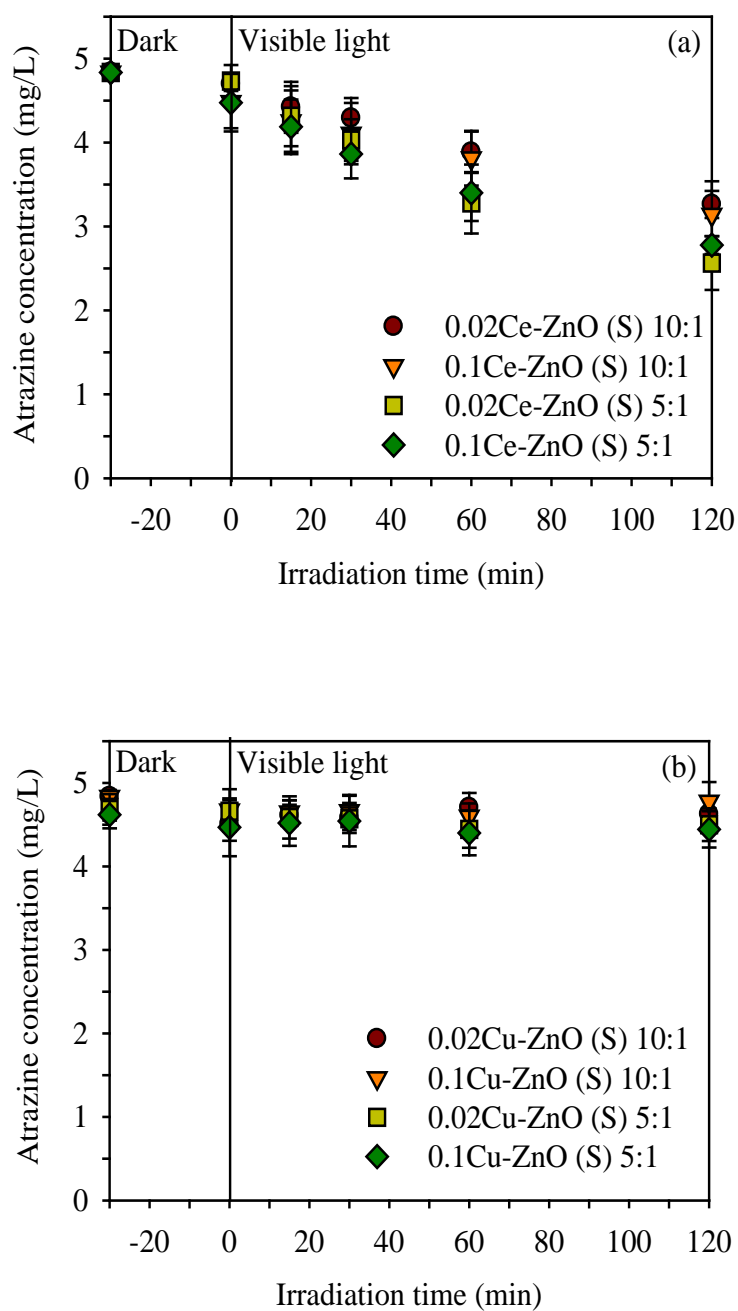 Dark
Visible light
(a)
5
4
3
2
1
0
Atrazine concentration (mg/L)
0.02Ce-ZnO (S) 10:1
0.1Ce-ZnO (S) 10:1
0.02Ce-ZnO (S) 5:1
0.1Ce-ZnO (S) 5:1
-20 0 20 40 60 80 100 120
Irradiation time (min)
Dark
Visible light
(b)
5
4
3
2
1
0
Atrazine concentration (mg/L)
0.02Cu-ZnO (S) 10:1
0.1Cu-ZnO (S) 10:1
0.02Cu-ZnO (S) 5:1
0.1Cu-ZnO (S) 5:1
-20 0 20 40 60 80 100 120
Irradiation time (min)